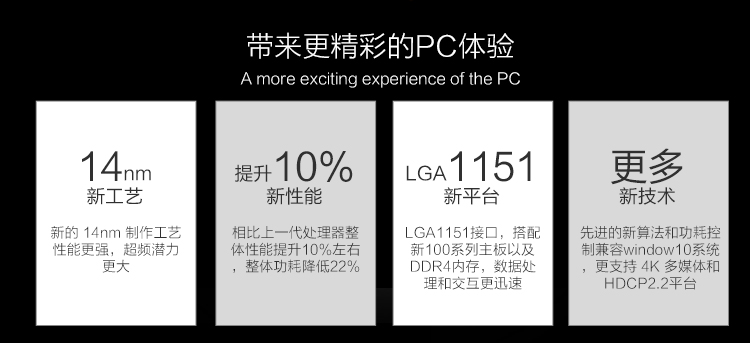 带来更精彩的PC体验
A more exciting experience of the PC
14nm
新工艺
新的 14nm 制作工艺
性能更强，超频潜力
更大
提升10%
新性能
相比上一代处理器整
体性能提升10%左右
，整体功耗降低22%
LGA1151
新平台
LGA1151接口，搭配
新100系列主板以及
DDR4内存，数据处
理和交互更迅速
更多
新技术
先进的新算法和功耗控
制兼容window10系统
，更支持 4K 多媒体和
HDCP2.2平台